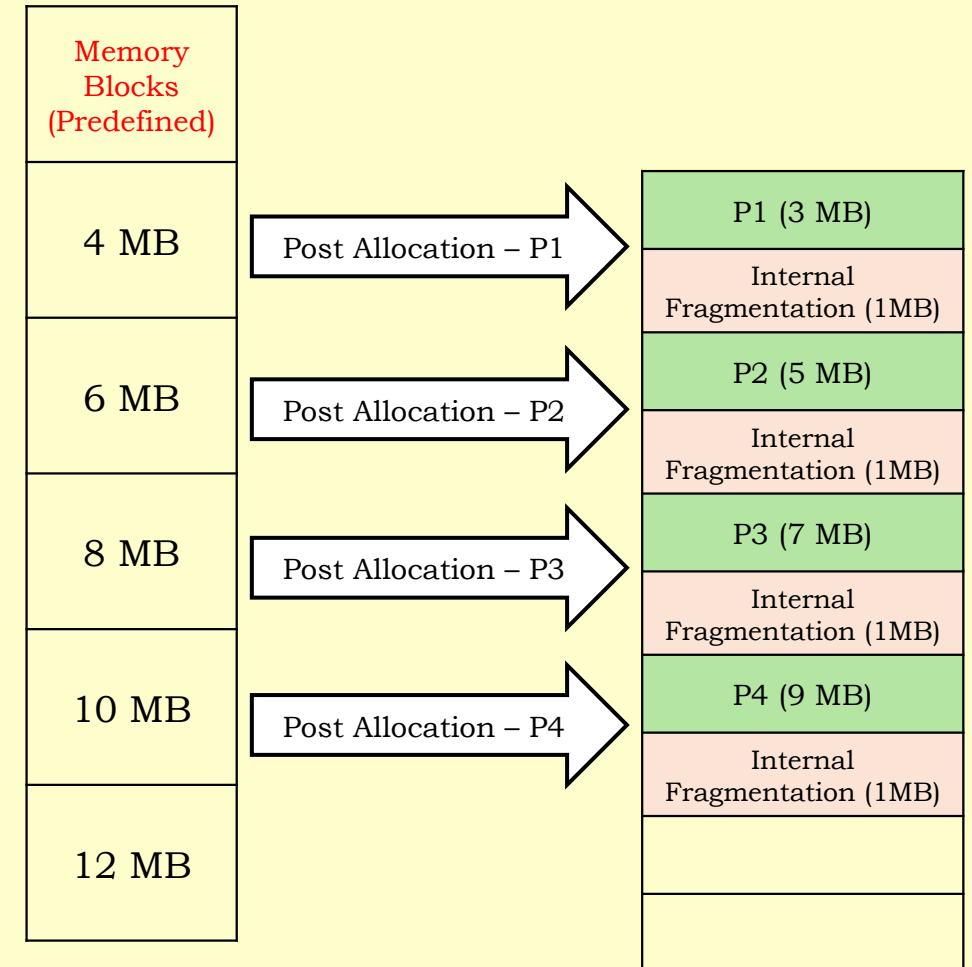 Memory
Blocks
(Predefined)
4 MB
6 MB
8 MB
10 MB
12 MB
Post Allocation – P1
Post Allocation – P2
Post Allocation – P3
Post Allocation – P4
P1 (3 MB)
Internal
Fragmentation (1MB)
P2 (5 MB)
Internal
Fragmentation (1MB)
P3 (7 MB)
Internal
Fragmentation (1MB)
P4 (9 MB)
Internal
Fragmentation (1MB)